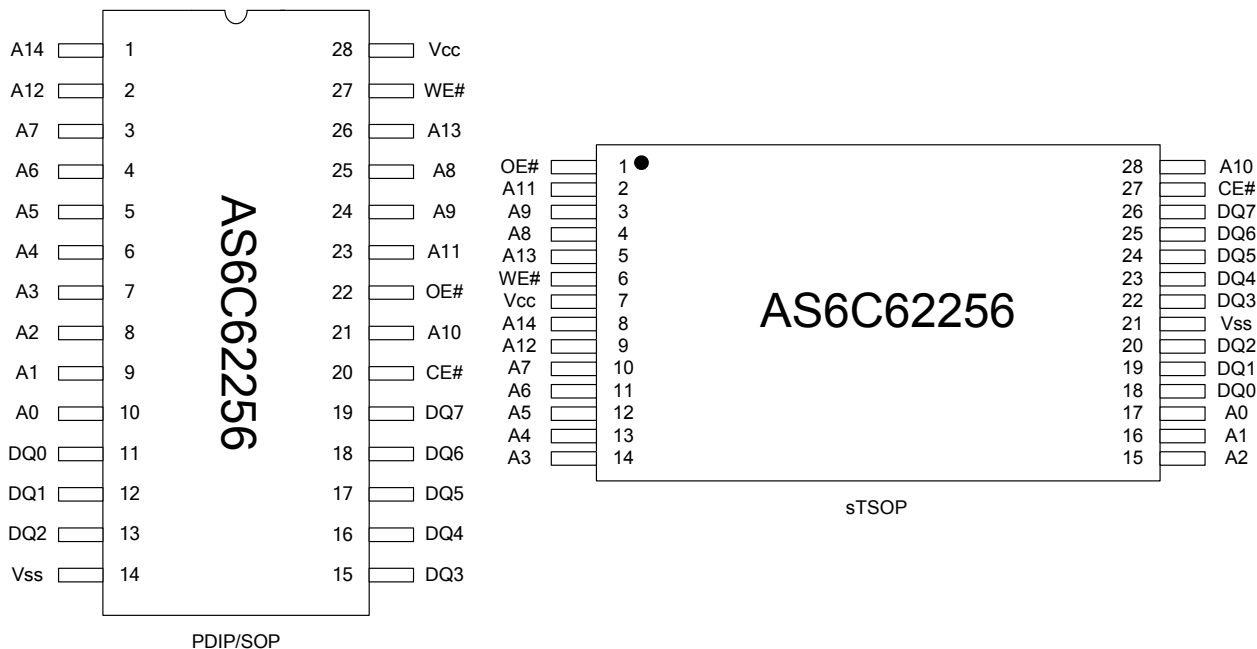 A14 1 28 Vcc
A12 2 27 WE#
A7 3 26 A13
A6 4 25 A8
A5 5 24 A9
A4 6 23 A11
A3 7 22 OE#
A2 8 21 A10
A1 9 20 CE#
A0 10 19 DQ7
DQ0 11 18 DQ6
DQ1 12 17 DQ5
DQ2 13 16 DQ4
Vss 14 15 DQ3
AS6C62256
PDIP/SOP
OE# 1 28 A10
A11 2 27 CE#
A9 3 26 DQ7
A8 4 25 DQ6
A13 5 24 DQ5
WE# 6 23 DQ4
Vcc 7 22 DQ3
A14 8 21 Vss
A12 9 20 DQ2
A7 10 19 DQ1
A6 11 18 DQ0
A5 12 17 A0
A4 13 16 A1
A3 14 15 A2
AS6C62256
sTSOP